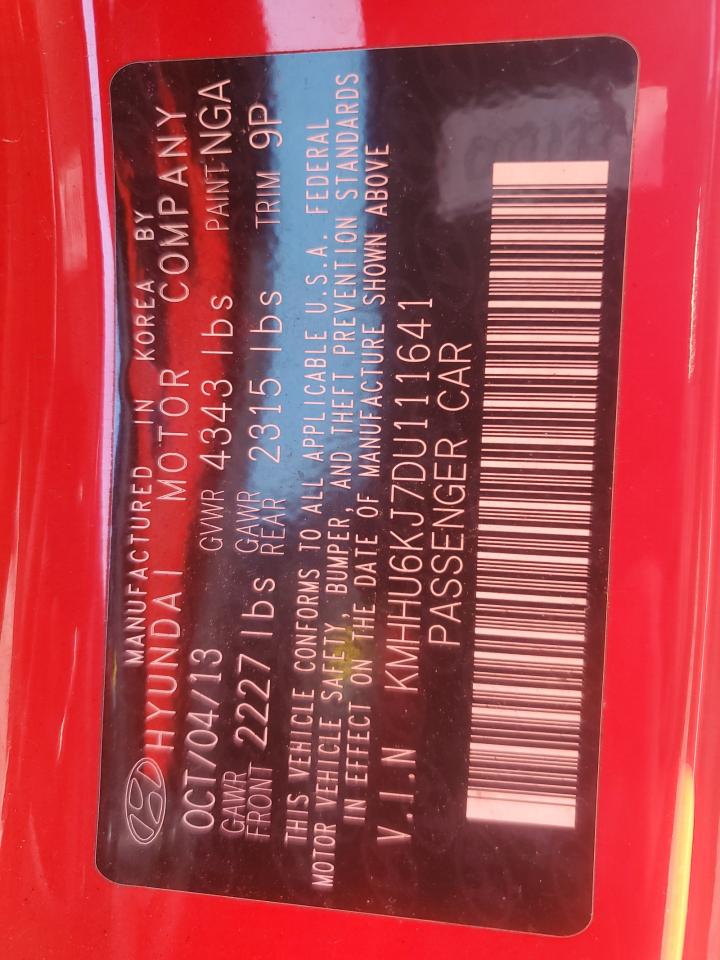 MANUFACTURED IN KOREA BY
HYUNDAI MOTOR COMPANY
OCT/04/13 GVWR 4343 lbs PAINT NGA
GAWR FRONT 2227 lbs GAWR REAR 2315 lbs TRIM 9P
THIS VEHICLE CONFORMS TO ALL APPLICABLE U.S.A. FEDERAL
MOTOR VEHICLE SAFETY, BUMPER, AND THEFT PREVENTION STANDARDS
IN EFFECT ON THE DATE OF MANUFACTURE SHOWN ABOVE
V.I.N KMHHU6KJ7DU111641
PASSENGER CAR